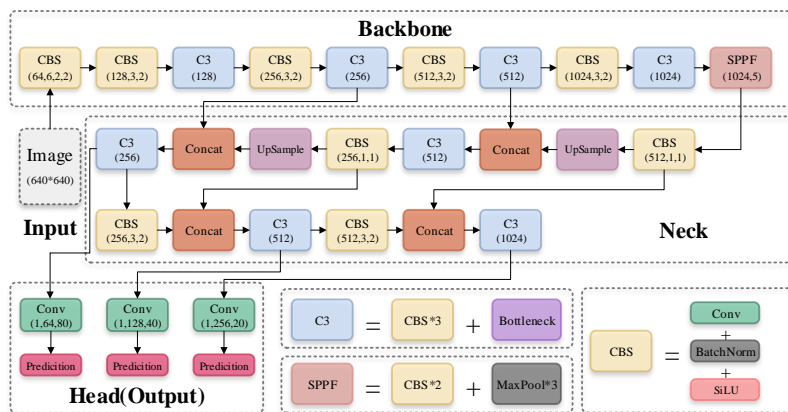 Backbone
CBS
(64,6,2,2)
CBS
(128,3,2)
C3
(128)
CBS
(256,3,2)
C3
(256)
CBS
(512,3,2)
C3
(512)
CBS
(1024,3,2)
C3
(1024)
SPPF
(1024,5)
Image
(640*640)
Input
C3
(256)
Concat
UpSample
CBS
(256,1,1)
C3
(512)
Concat
UpSample
CBS
(512,1,1)
CBS
(256,3,2)
Concat
C3
(512)
CBS
(512,3,2)
Concat
C3
(1024)
Neck
Conv
(1,64,80)
Conv
(1,128,40)
Conv
(1,256,20)
Predicition
Predicition
Predicition
Head(Output)
C3
=
CBS*3
+
Bottleneck
SPPF
=
CBS*2
+
MaxPool*3
CBS
=
Conv
+
BatchNorm
+
SiLU